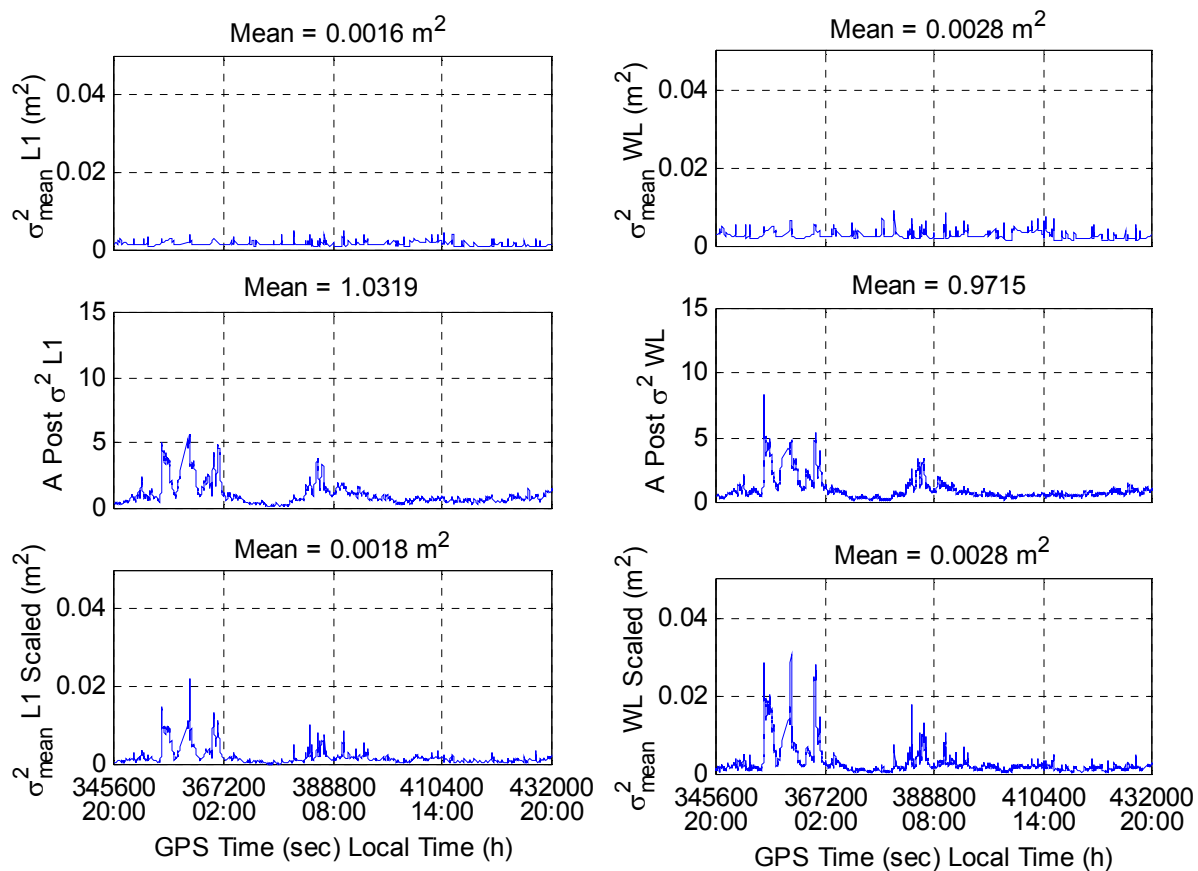 Mean = 0.0016 m²
σ²mean L1 (m²)
0.04
0.02
0
Mean = 1.0319
A Post σ² L1
15
10
5
0
Mean = 0.0018 m²
σ²mean L1 Scaled (m²)
0.04
0.02
0
345600 367200 388800 410400 432000
20:00 02:00 08:00 14:00 20:00
GPS Time (sec) Local Time (h)
Mean = 0.0028 m²
σ²mean WL (m²)
0.04
0.02
0
Mean = 0.9715
A Post σ² WL
15
10
5
0
Mean = 0.0028 m²
σ²mean WL Scaled (m²)
0.04
0.02
0
345600 367200 388800 410400 432000
20:00 02:00 08:00 14:00 20:00
GPS Time (sec) Local Time (h)